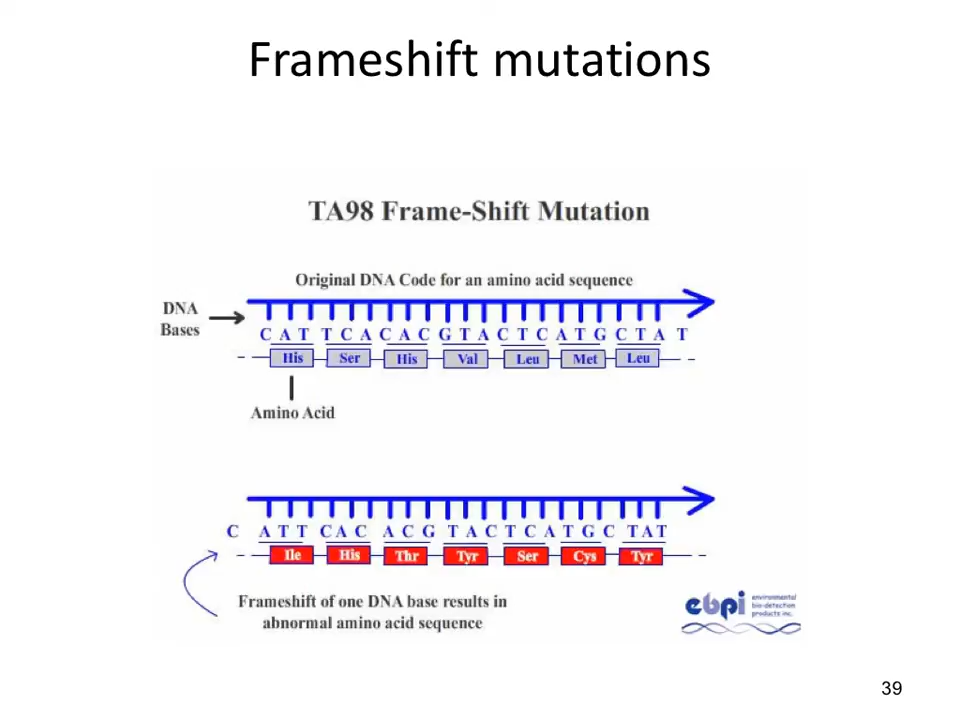 Frameshift mutations
TA98 Frame-Shift Mutation
Original DNA Code for an amino acid sequence
DNA
Bases
C A T T C A C A C G T A C T C A T G C T A T
His Ser His Val Leu Met Leu
Amino Acid
C A T T C A C A C G T A C T C A T G C T A T
Ile His Thr Tyr Ser Cys Tyr
Frameshift of one DNA base results in
abnormal amino acid sequence
ebpi
environmental
bio-detection
products inc.
39